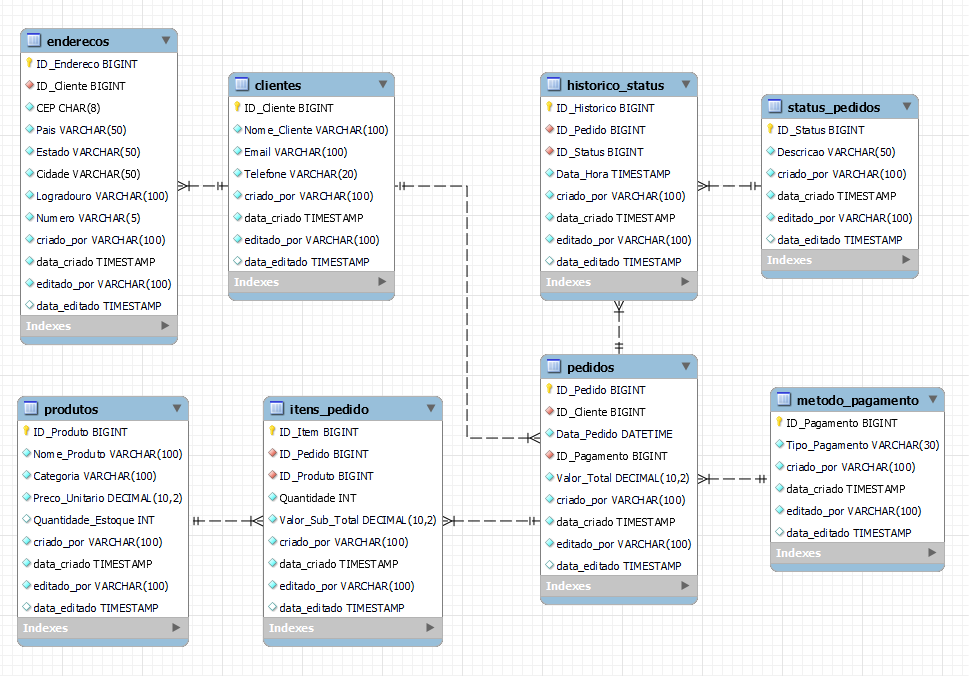 enderecos
ID_Endereco BIGINT
ID_Cliente BIGINT
CEP CHAR(8)
Pais VARCHAR(50)
Estado VARCHAR(50)
Cidade VARCHAR(50)
Logradouro VARCHAR(100)
Numero VARCHAR(5)
criado_por VARCHAR(100)
data_criado TIMESTAMP
editado_por VARCHAR(100)
data_editado TIMESTAMP
Indexes
clientes
ID_Cliente BIGINT
Nome_Cliente VARCHAR(100)
Email VARCHAR(100)
Telefone VARCHAR(20)
criado_por VARCHAR(100)
data_criado TIMESTAMP
editado_por VARCHAR(100)
data_editado TIMESTAMP
Indexes
historico_status
ID_Historico BIGINT
ID_Pedido BIGINT
ID_Status BIGINT
Data_Hora TIMESTAMP
criado_por VARCHAR(100)
data_criado TIMESTAMP
editado_por VARCHAR(100)
data_editado TIMESTAMP
Indexes
status_pedidos
ID_Status BIGINT
Descricao VARCHAR(50)
criado_por VARCHAR(100)
data_criado TIMESTAMP
editado_por VARCHAR(100)
data_editado TIMESTAMP
Indexes
produtos
ID_Produto BIGINT
Nome_Produto VARCHAR(100)
Categoria VARCHAR(100)
Preco_Unitario DECIMAL(10,2)
Quantidade_Estoque INT
criado_por VARCHAR(100)
data_criado TIMESTAMP
editado_por VARCHAR(100)
data_editado TIMESTAMP
Indexes
itens_pedido
ID_Item BIGINT
ID_Pedido BIGINT
ID_Produto BIGINT
Quantidade INT
Valor_Sub_Total DECIMAL(10,2)
criado_por VARCHAR(100)
data_criado TIMESTAMP
editado_por VARCHAR(100)
data_editado TIMESTAMP
Indexes
pedidos
ID_Pedido BIGINT
ID_Cliente BIGINT
Data_Pedido DATETIME
ID_Pagamento BIGINT
Valor_Total DECIMAL(10,2)
criado_por VARCHAR(100)
data_criado TIMESTAMP
editado_por VARCHAR(100)
data_editado TIMESTAMP
Indexes
metodo_pagamento
ID_Pagamento BIGINT
Tipo_Pagamento VARCHAR(30)
criado_por VARCHAR(100)
data_criado TIMESTAMP
editado_por VARCHAR(100)
data_editado TIMESTAMP
Indexes